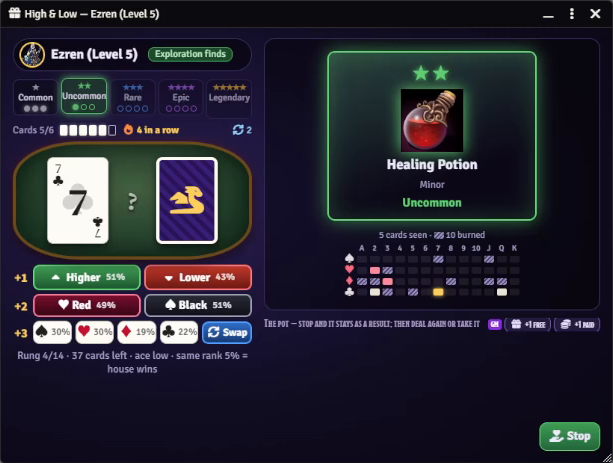 High & Low — Ezren (Level 5)
Ezren (Level 5)
Exploration finds
Common
Uncommon
Rare
Epic
Legendary
Cards 5/6
4 in a row
2
7
7
7
?
+1
Higher 51%
Lower 43%
+2
Red 49%
Black 51%
+3
30%
30%
19%
22%
Swap
Rung 4/14 · 37 cards left · ace low · same rank 5% =
house wins
Healing Potion
Minor
Uncommon
5 cards seen · 10 burned
A 2 3 4 5 6 7 8 9 10 J Q K
The pot — stop and it stays as a result; then deal again or take it
GM
+1 free
+1 paid
Stop